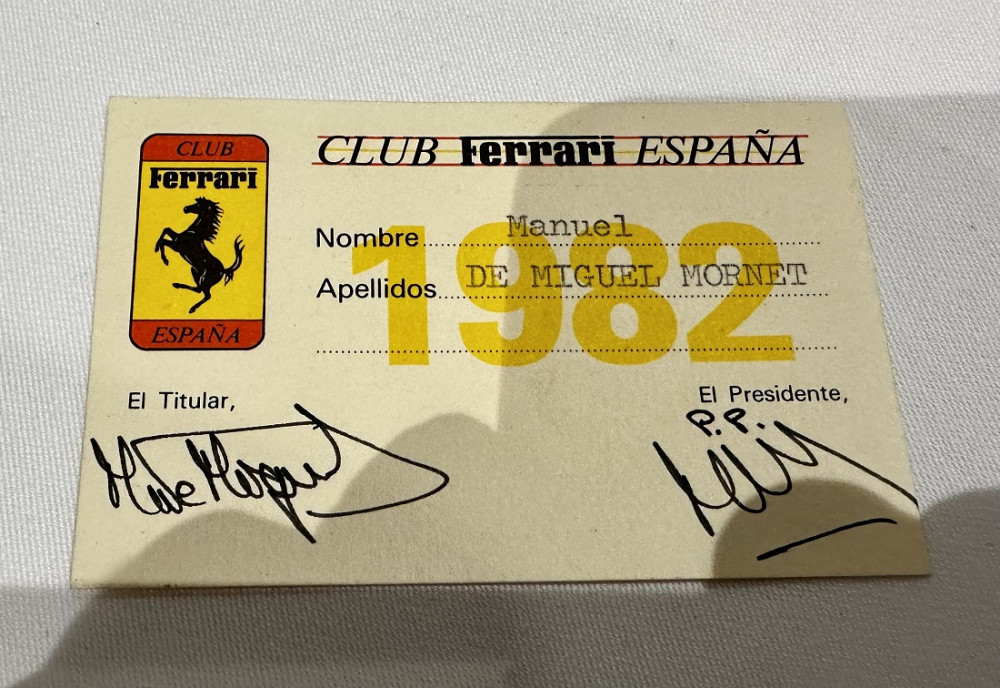 CLUB
Ferrari
ESPAÑA
CLUB Ferrari ESPAÑA
1982
Nombre Manuel
Apellidos DE MIGUEL MORNET
El Titular,
El Presidente,
P.P.